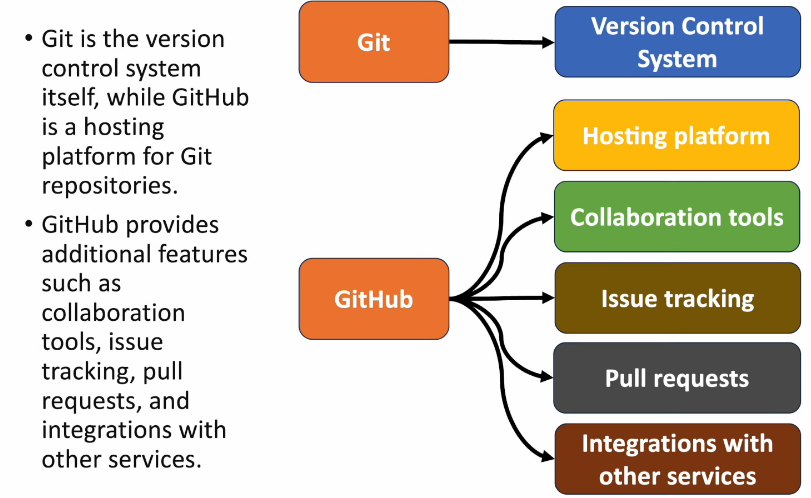 • Git is the version
control system
itself, while GitHub
is a hosting
platform for Git
repositories.
• GitHub provides
additional features
such as
collaboration
tools, issue
tracking, pull
requests, and
integrations with
other services.
Git
Version Control
System
GitHub
Hosting platform
Collaboration tools
Issue tracking
Pull requests
Integrations with
other services